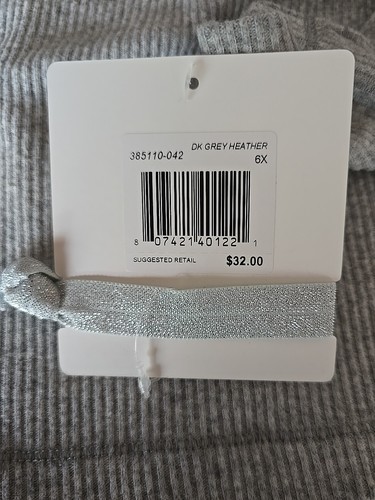 DK GREY HEATHER
385110-042 6X
8 07421 40122 1
SUGGESTED RETAIL $32.00